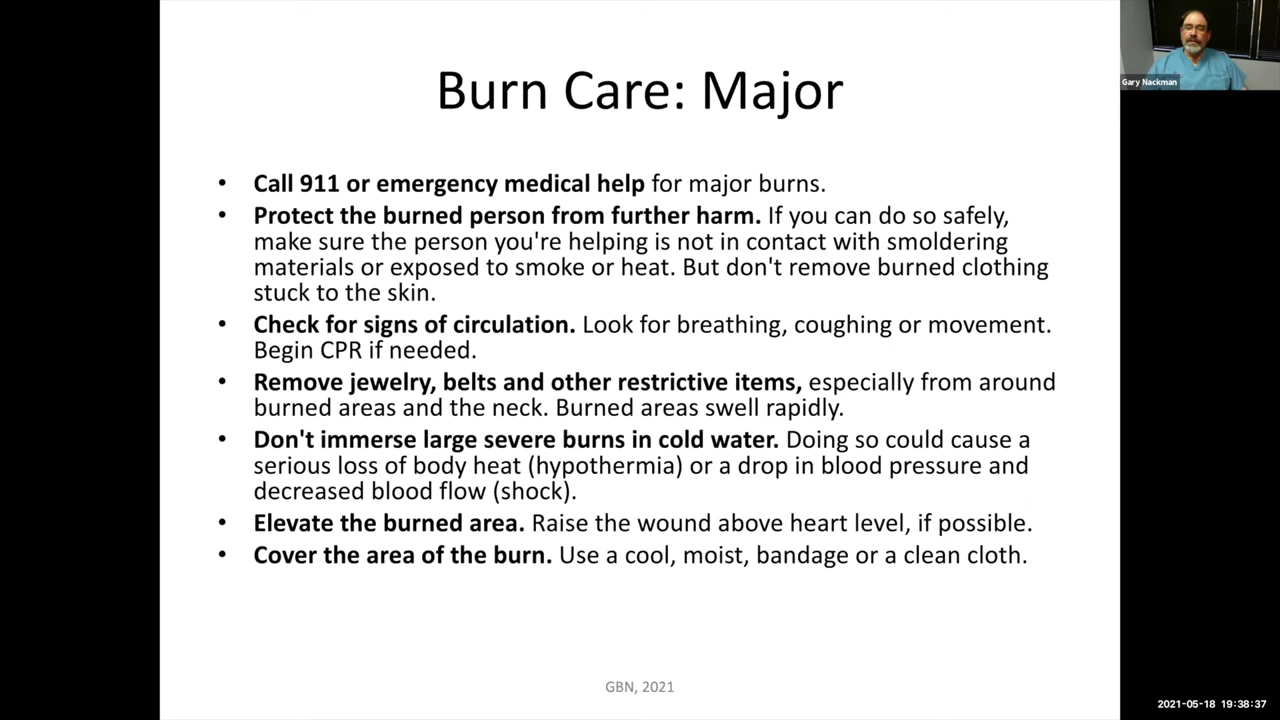 Burn Care: Major
Gary Nackman
• Call 911 or emergency medical help for major burns.
• Protect the burned person from further harm. If you can do so safely,
make sure the person you're helping is not in contact with smoldering
materials or exposed to smoke or heat. But don't remove burned clothing
stuck to the skin.
• Check for signs of circulation. Look for breathing, coughing or movement.
Begin CPR if needed.
• Remove jewelry, belts and other restrictive items, especially from around
burned areas and the neck. Burned areas swell rapidly.
• Don't immerse large severe burns in cold water. Doing so could cause a
serious loss of body heat (hypothermia) or a drop in blood pressure and
decreased blood flow (shock).
• Elevate the burned area. Raise the wound above heart level, if possible.
• Cover the area of the burn. Use a cool, moist, bandage or a clean cloth.
GBN, 2021
2021-05-18 19:38:37